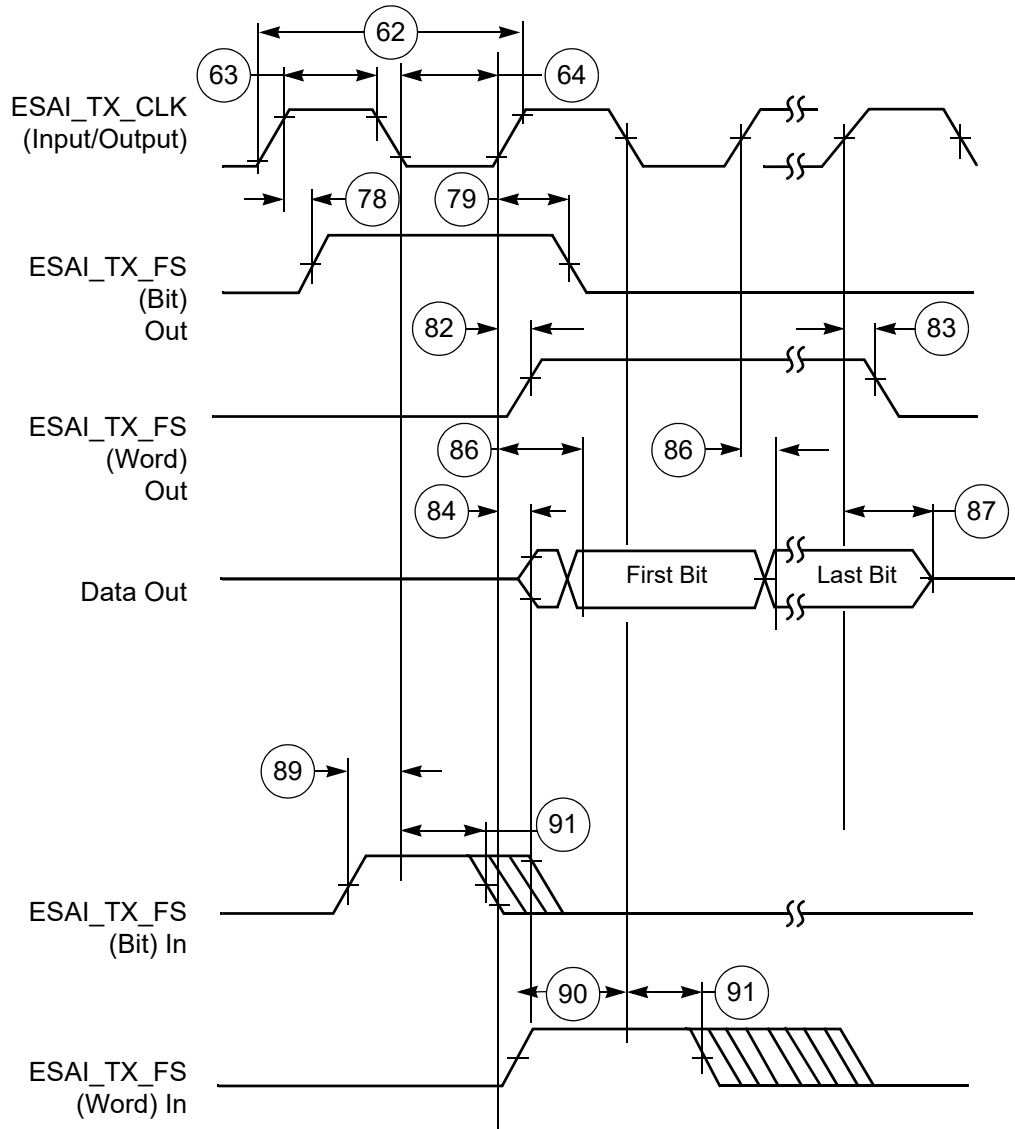 62
63
64
ESAI_TX_CLK
(Input/Output)
78
79
ESAI_TX_FS
(Bit)
Out
82
83
ESAI_TX_FS
(Word)
Out
86
86
84
87
Data Out
First Bit
Last Bit
89
91
ESAI_TX_FS
(Bit) In
90
91
ESAI_TX_FS
(Word) In